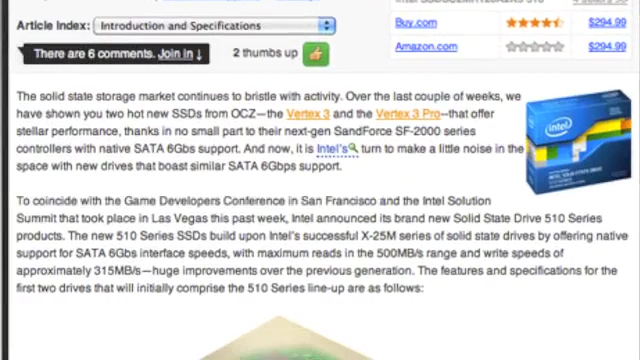 Article Index: Introduction and Specifications
Buy.com $294.99
There are 6 comments. Join in ↓ 2 thumbs up
Amazon.com $294.99
The solid state storage market continues to bristle with activity. Over the last couple of weeks, we
have shown you two hot new SSDs from OCZ—the Vertex 3 and the Vertex 3 Pro--that offer
stellar performance, thanks in no small part to their next-gen SandForce SF-2000 series
controllers with native SATA 6Gbps support. And now, it is Intel's turn to make a little noise in the
space with new drives that boast similar SATA 6Gbps support.
intel
To coincide with the Game Developers Conference in San Francisco and the Intel Solution
Summit that took place in Las Vegas this past week, Intel announced its brand new Solid State Drive 510 Series
products. The new 510 Series SSDs build upon Intel's successful X-25M series of solid state drives by offering native
support for SATA 6Gbs interface speeds, with maximum reads in the 500MB/s range and write speeds of
approximately 315MB/s—huge improvements over the previous generation. The features and specifications for the
first two drives that will initially comprise the 510 Series line-up are as follows: